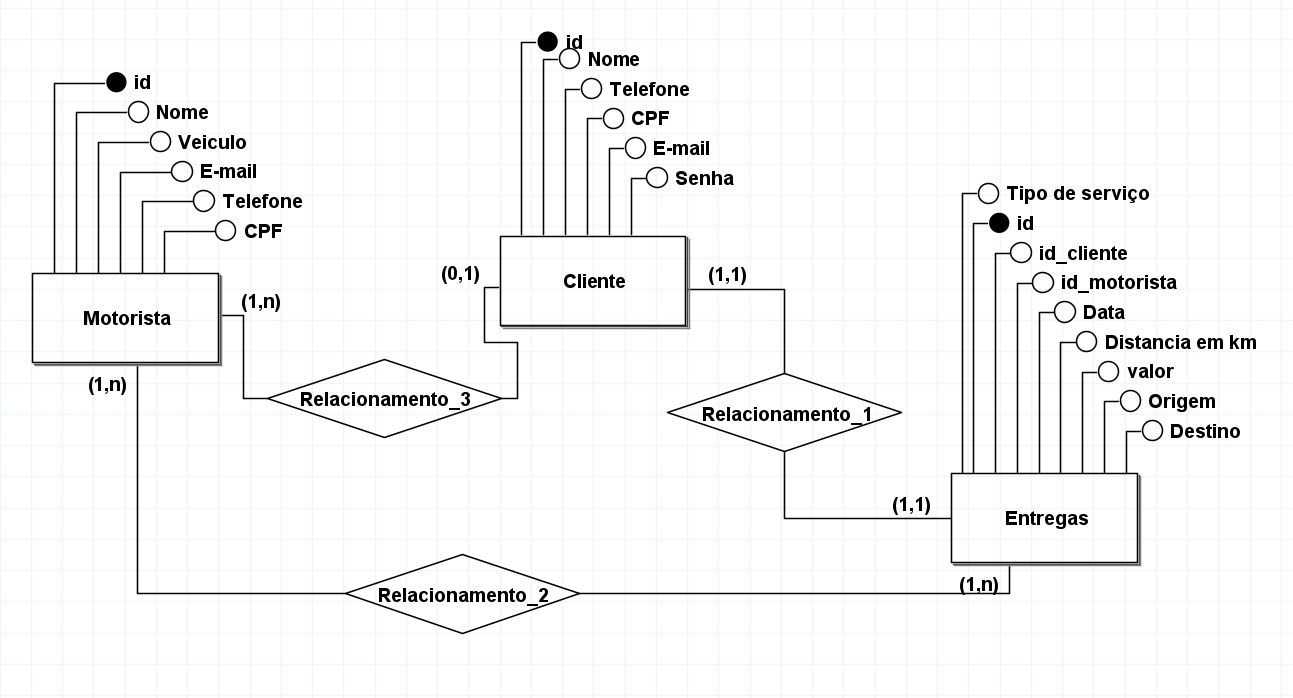 id
Nome
Veiculo
E-mail
Telefone
CPF
Motorista
(1,n)
(1,n)
id
Nome
Telefone
CPF
E-mail
Senha
Cliente
(0,1)
(1,1)
Relacionamento_3
Relacionamento_1
Tipo de serviço
id
id_cliente
id_motorista
Data
Distancia em km
valor
Origem
Destino
Entregas
(1,1)
(1,n)
Relacionamento_2